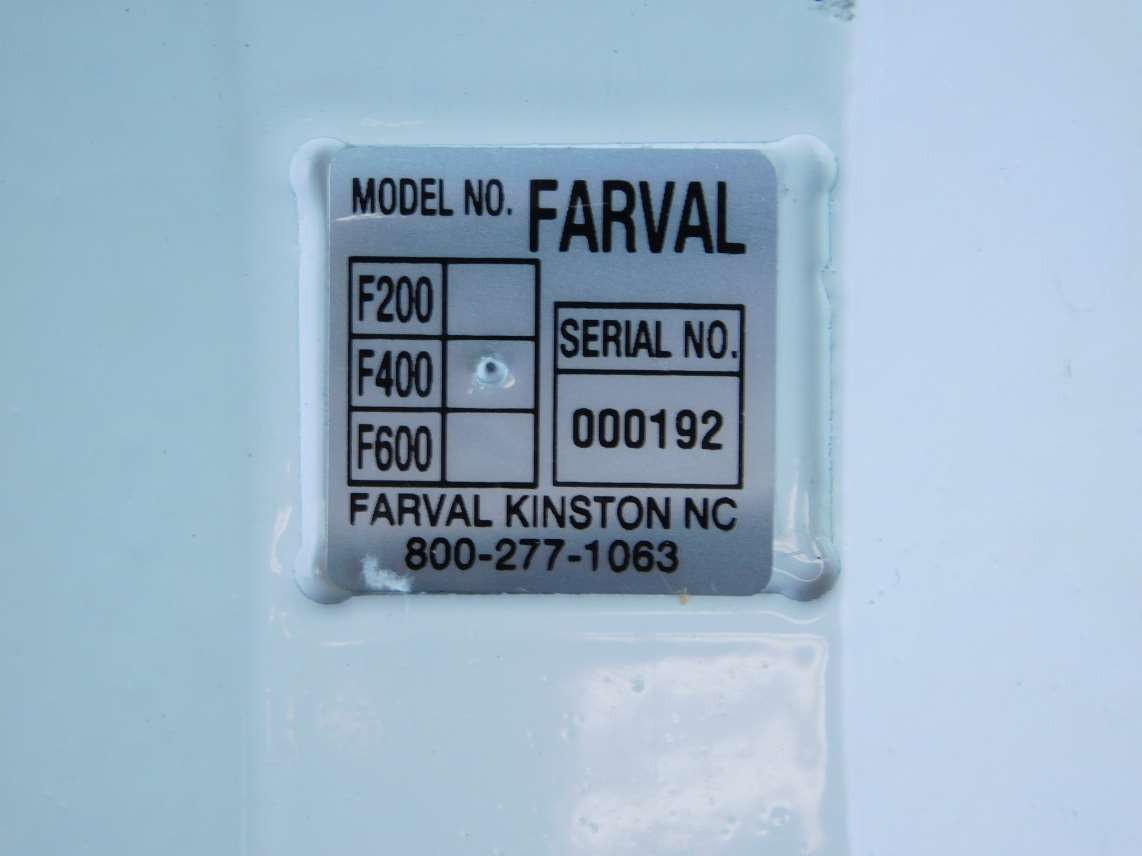 MODEL NO. FARVAL
F200
F400
F600
SERIAL NO.
000192
FARVAL KINSTON NC
800-277-1063